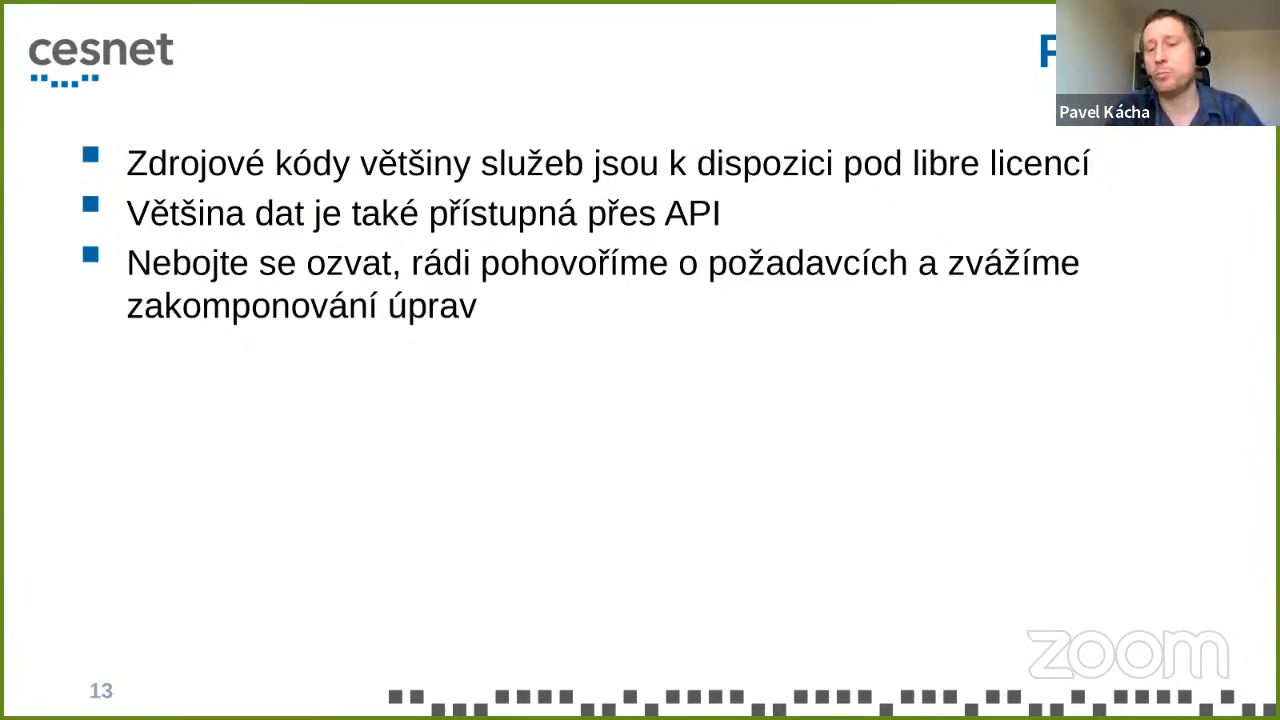 cesnet
Pavel Kácha
Zdrojové kódy většiny služeb jsou k dispozici pod libre licencí
Většina dat je také přístupná přes API
Nebojte se ozvat, rádi pohovoříme o požadavcích a zvážíme
zakomponování úprav
zoom
13